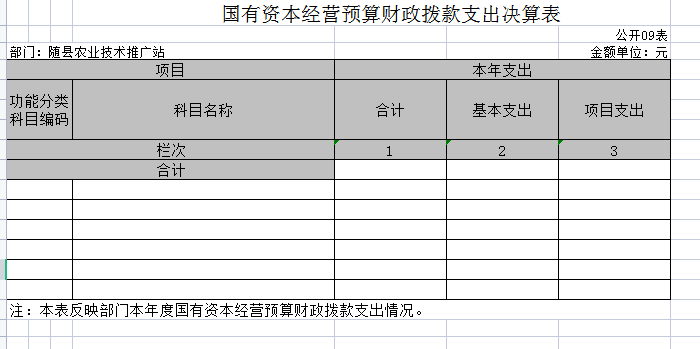 国有资本经营预算财政拨款支出决算表
公开09表
部门：随县农业技术推广站 金额单位：元
项目 本年支出
功能分类科目编码 科目名称 合计 基本支出 项目支出
栏次 1 2 3
合计
注：本表反映部门本年度国有资本经营预算财政拨款支出情况。